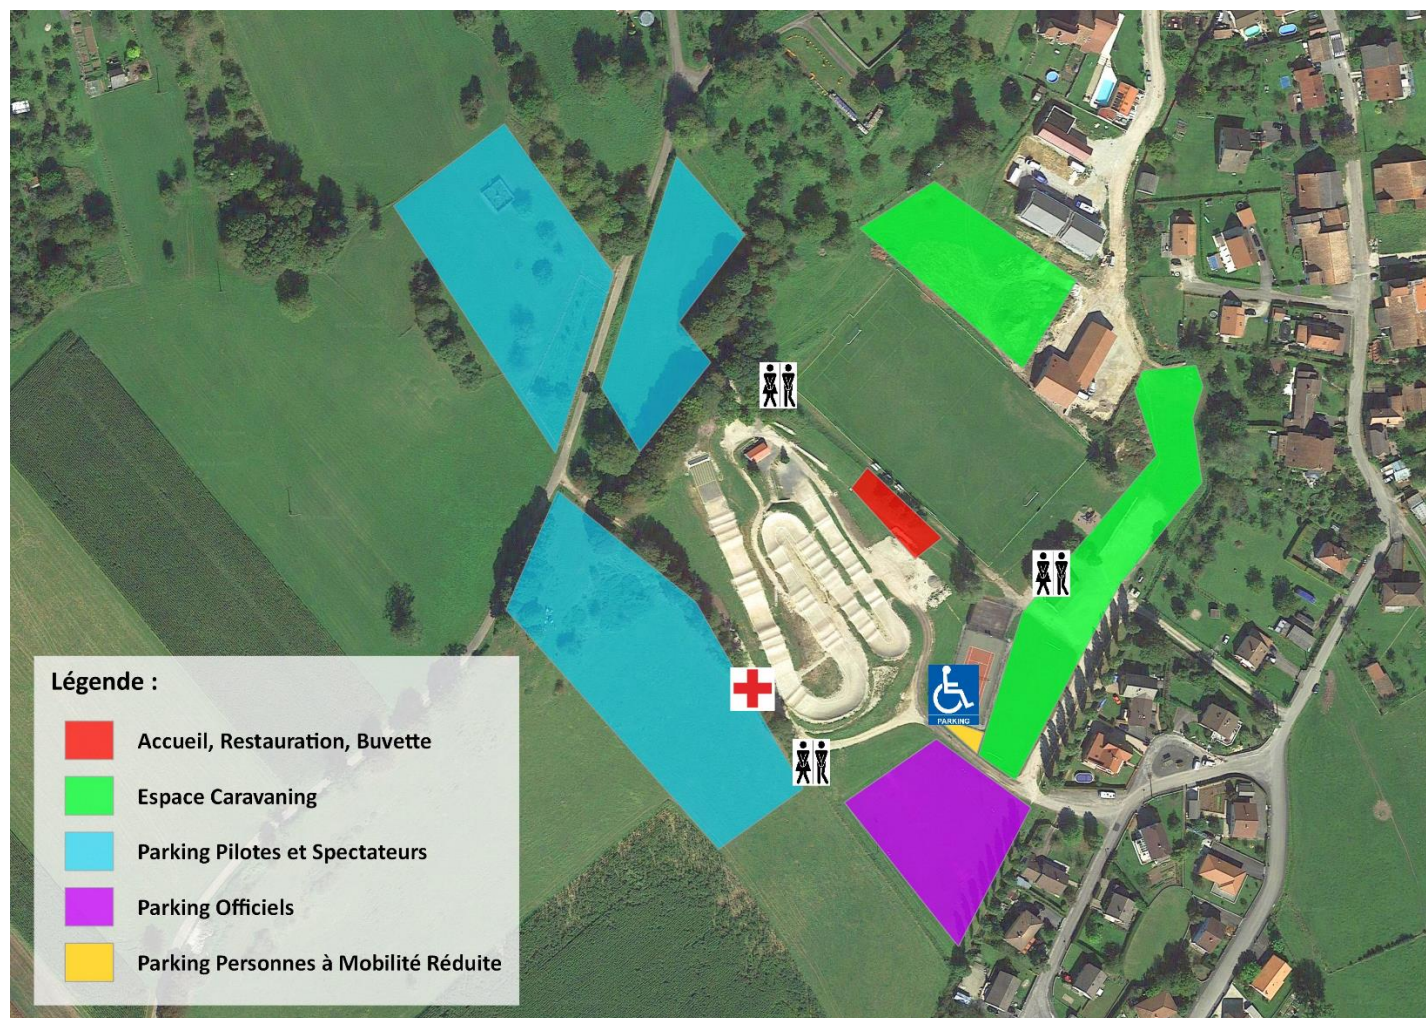 PARKING
Légende :
Accueil, Restauration, Buvette
Espace Caravaning
Parking Pilotes et Spectateurs
Parking Officiels
Parking Personnes à Mobilité Réduite